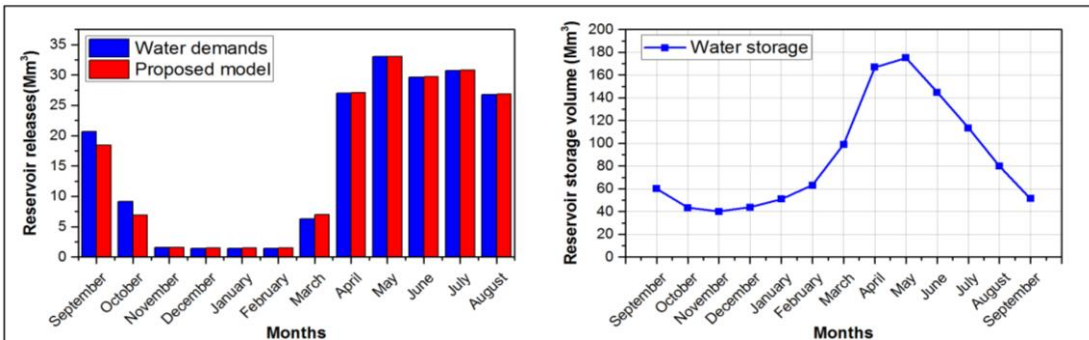 Water demands
Proposed model
35
30
25
20
15
10
5
0
Reservoir releases(Mm³)
September
October
November
December
January
February
March
April
May
June
July
August
Months
Water storage
200
180
160
140
120
100
80
60
40
20
0
Reservoir storage volume (Mm³)
September
October
November
December
January
February
March
April
May
June
July
August
September
Months